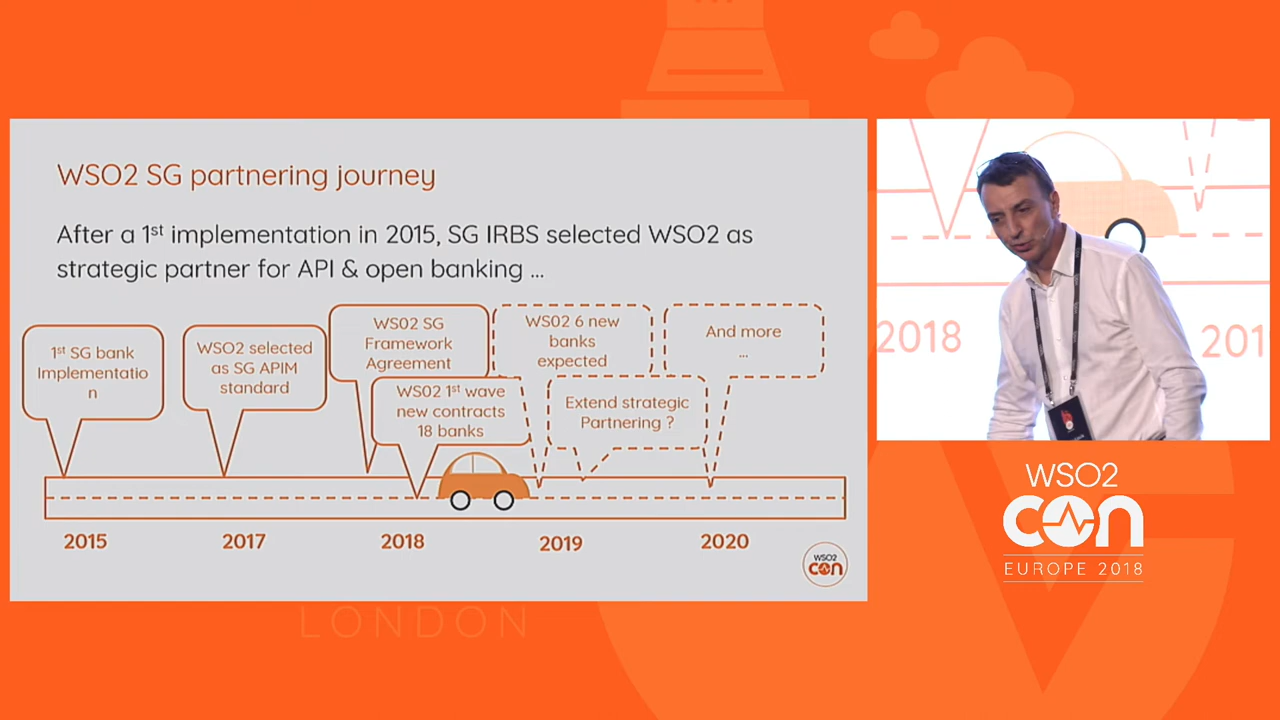 WSO2 SG partnering journey
After a 1st implementation in 2015, SG IRBS selected WSO2 as
strategic partner for API & open banking ...
1st SG bank
Implementatio
n
WSO2 selected
as SG APIM
standard
WS02 SG
Framework
Agreement
WS02 1st wave
new contracts
18 banks
WS02 6 new
banks
expected
Extend strategic
Partnering ?
And more
...
2015
2017
2018
2019
2020
WSO2
CON
2018
201
WSO2
CON
EUROPE 2018
LONDON